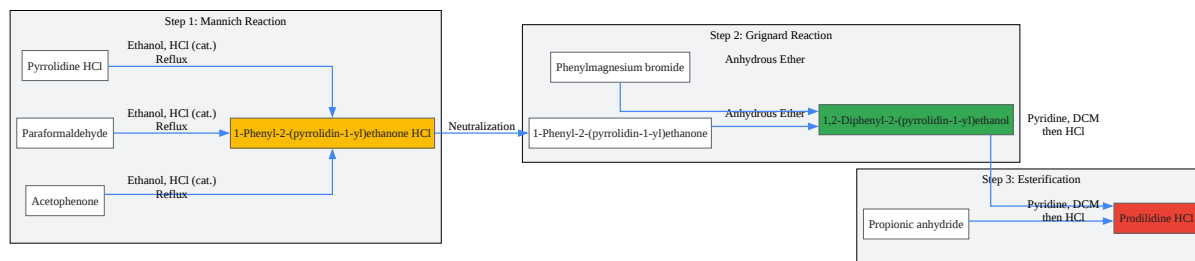 Step 1: Mannich Reaction
Ethanol, HCl (cat.)
Reflux
Pyrrolidine HCl
Ethanol, HCl (cat.)
Reflux
Paraformaldehyde
1-Phenyl-2-(pyrrolidin-1-yl)ethanone HCl
Ethanol, HCl (cat.)
Reflux
Acetophenone
Neutralization
Step 2: Grignard Reaction
Phenylmagnesium bromide
Anhydrous Ether
Anhydrous Ether
1-Phenyl-2-(pyrrolidin-1-yl)ethanone
1,2-Diphenyl-2-(pyrrolidin-1-yl)ethanol
Pyridine, DCM
then HCl
Step 3: Esterification
Pyridine, DCM
then HCl
Propionic anhydride
Prodilidine HCl